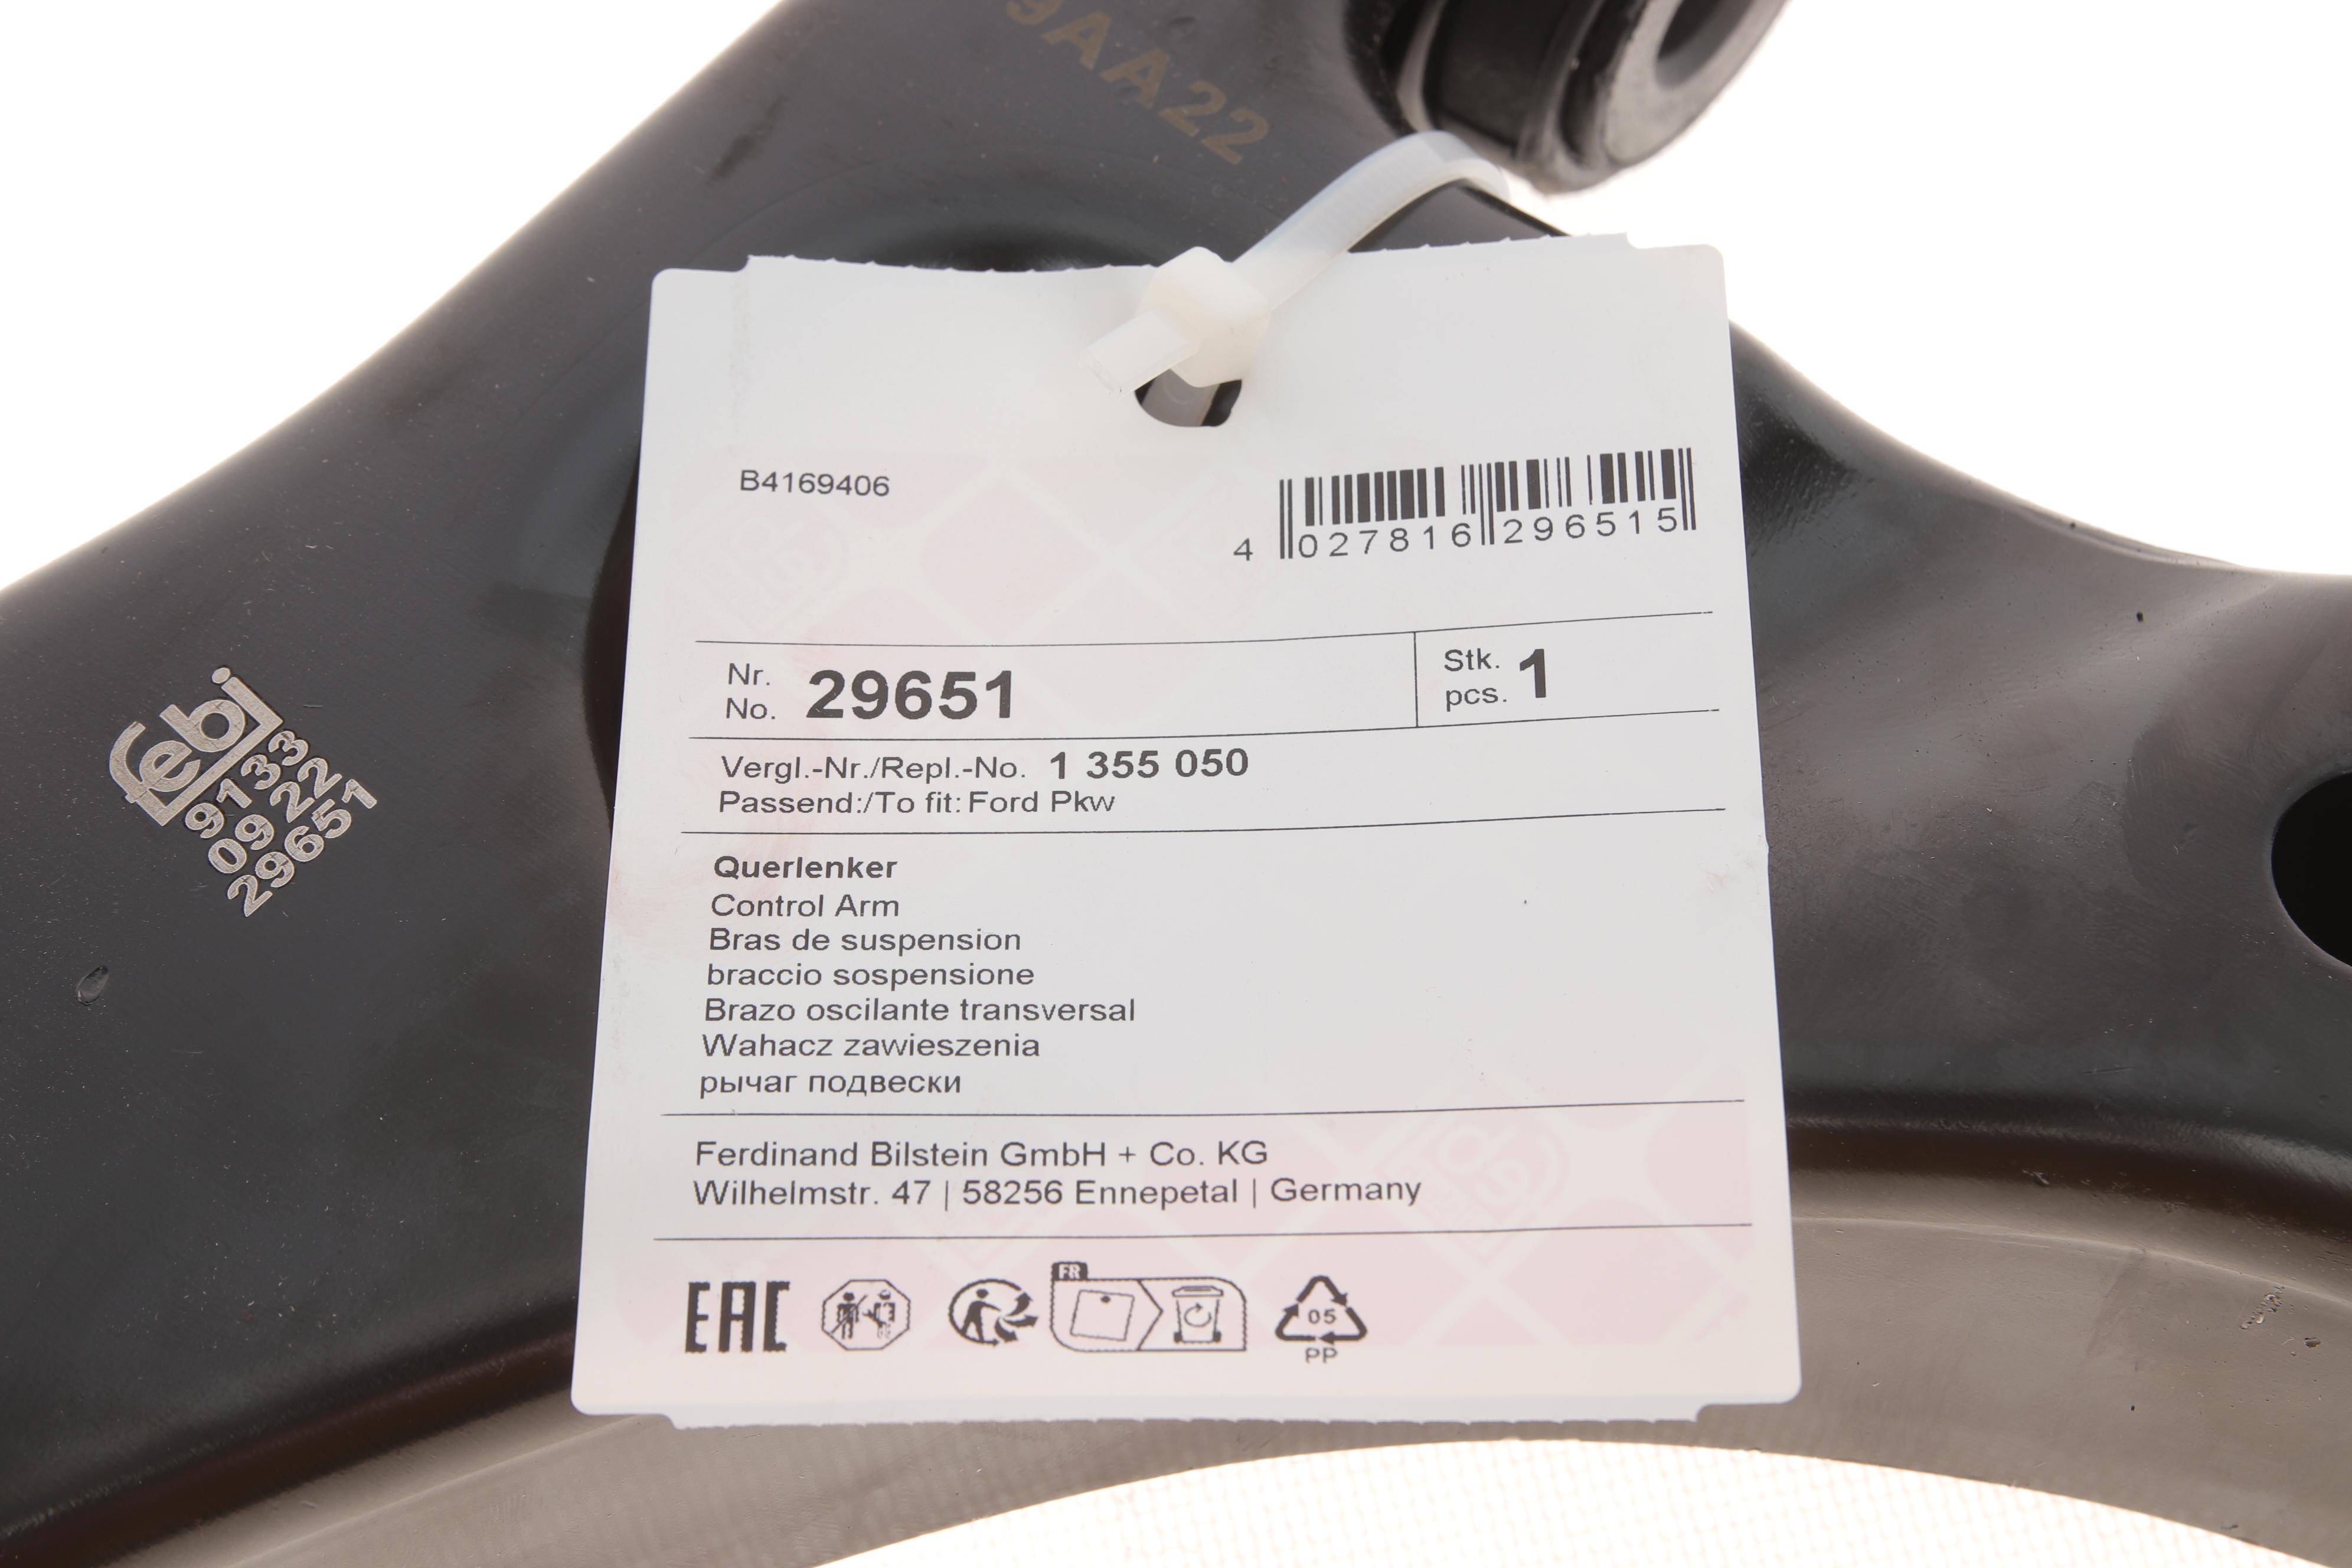 9AA22
B4169406
4 027816 296515
Nr.
No. 29651
Stk.
pcs. 1
Vergl.-Nr./Repl.-No. 1 355 050
Passend:/To fit: Ford Pkw
Querlenker
Control Arm
Bras de suspension
braccio sospensione
Brazo oscilante transversal
Wahacz zawieszenia
рычаг подвески
Ferdinand Bilstein GmbH + Co. KG
Wilhelmstr. 47 | 58256 Ennepetal | Germany
EAC
FR
05
PP
febi
9133
09 22
29651